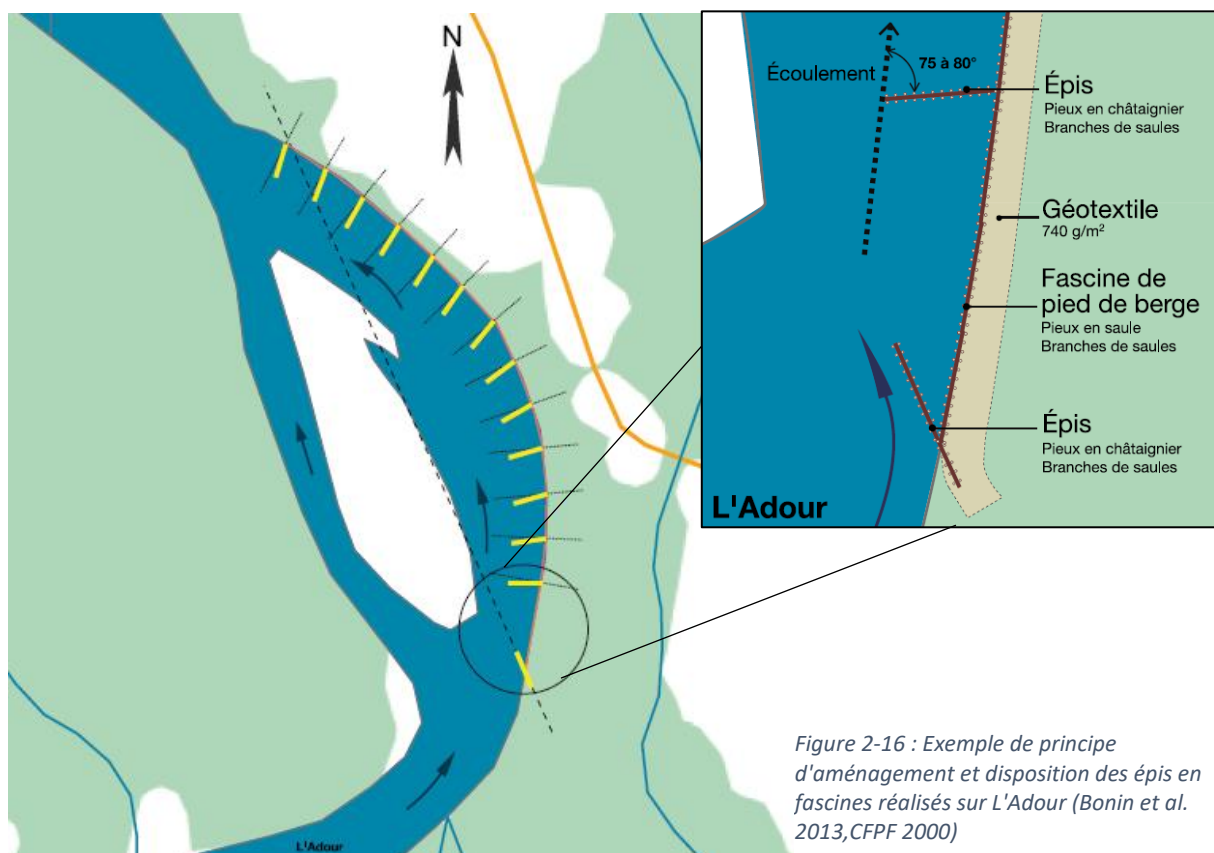 N
Écoulement
75 à 80°
Épis
Pieux en châtaignier
Branches de saules
Géotextile
740 g/m²
Fascine de
pied de berge
Pieux en saule
Branches de saules
Épis
Pieux en châtaignier
Branches de saules
L'Adour
L'Adour
Figure 2-16 : Exemple de principe
d'aménagement et disposition des épis en
fascines réalisés sur L'Adour (Bonin et al.
2013,CFPF 2000)